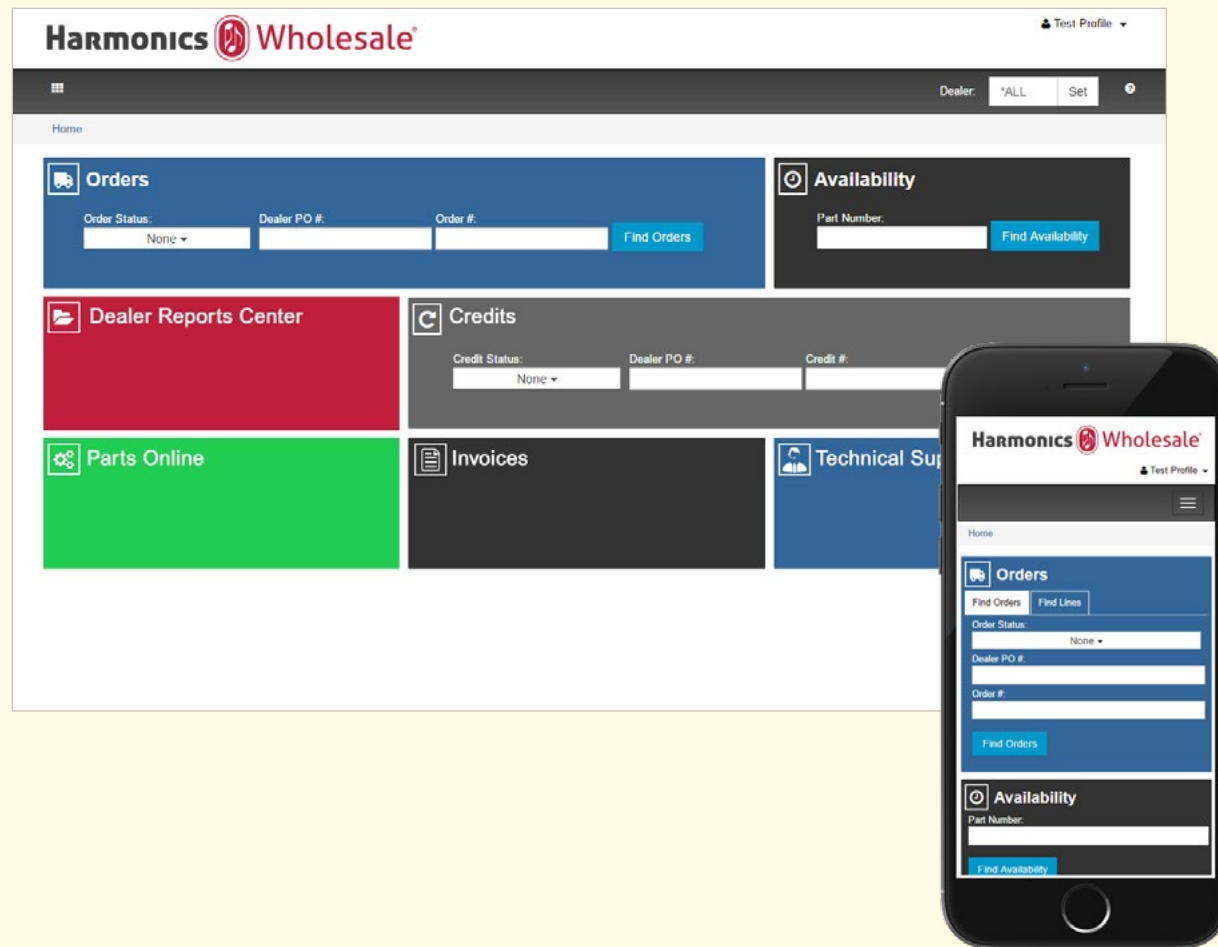 Harmonics Wholesale®
Test Profile
Dealer: *ALL Set
Home
Orders
Order Status: Dealer PO #: Order #:
None Find Orders
Availability
Part Number:
Find Availability
Dealer Reports Center
Credits
Credit Status: Dealer PO #: Credit #:
None
Parts Online
Invoices
Technical Sup
Harmonics Wholesale®
Test Profile
Home
Orders
Find Orders Find Lines
Order Status:
None
Dealer PO #:
Order #:
Find Orders
Availability
Part Number:
Find Availability